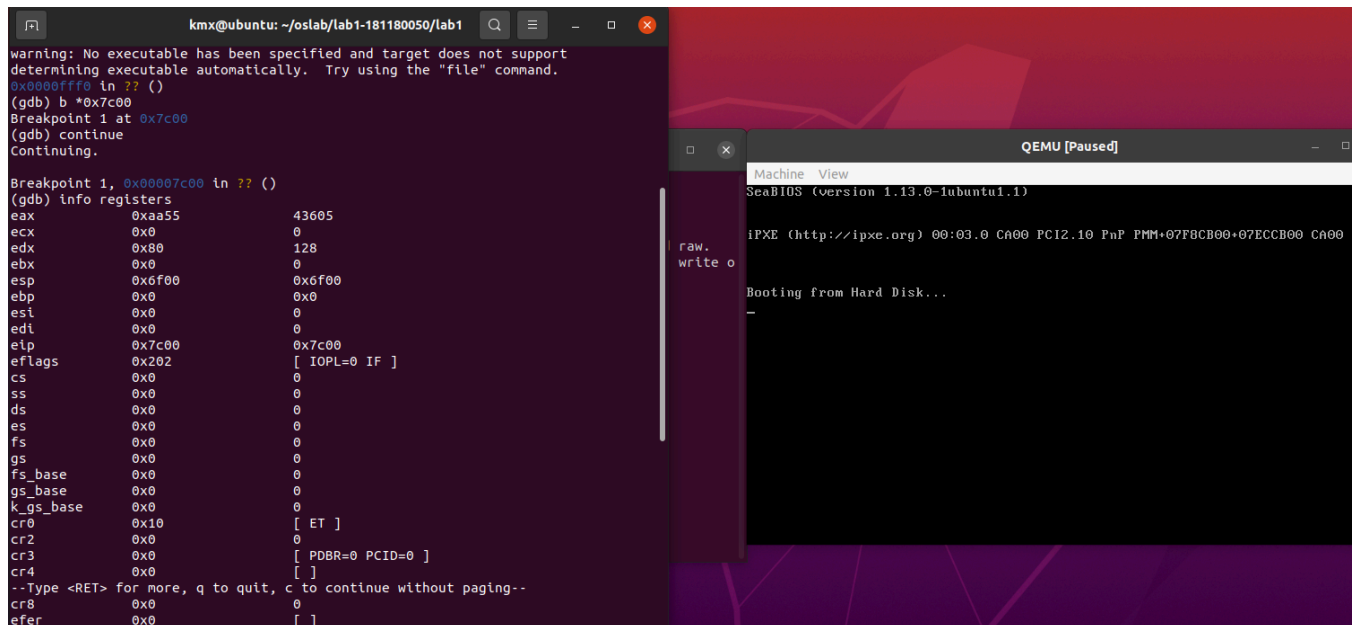 kmx@ubuntu: ~/oslab/lab1-181180050/lab1
warning: No executable has been specified and target does not support
determining executable automatically.  Try using the "file" command.
0x0000fff0 in ?? ()
(gdb) b *0x7c00
Breakpoint 1 at 0x7c00
(gdb) continue
Continuing.
Breakpoint 1, 0x00007c00 in ?? ()
(gdb) info registers
eax            0xaa55              43605
ecx            0x0                 0
edx            0x80                128
ebx            0x0                 0
esp            0x6f00              0x6f00
ebp            0x0                 0x0
esi            0x0                 0
edi            0x0                 0
eip            0x7c00              0x7c00
eflags         0x202               [ IOPL=0 IF ]
cs             0x0                 0
ss             0x0                 0
ds             0x0                 0
es             0x0                 0
fs             0x0                 0
gs             0x0                 0
fs_base        0x0                 0
gs_base        0x0                 0
k_gs_base      0x0                 0
cr0            0x10                [ ET ]
cr2            0x0                 0
cr3            0x0                 [ PDBR=0 PCID=0 ]
cr4            0x0                 [ ]
--Type <RET> for more, q to quit, c to continue without paging--
cr8            0x0                 0
efer           0x0                 [ ]
raw.
write o
QEMU [Paused]
Machine View
SeaBIOS (version 1.13.0-1ubuntu1.1)
iPXE (http://ipxe.org) 00:03.0 CA00 PCI2.10 PnP PMM+07F8CB00+07ECCB00 CA00
Booting from Hard Disk...